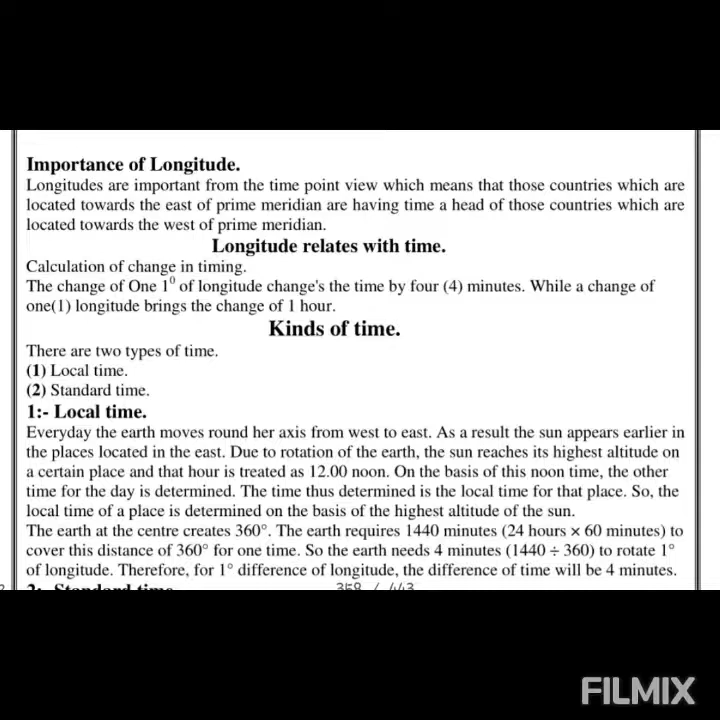 Importance of Longitude.
Longitudes are important from the time point view which means that those countries which are
located towards the east of prime meridian are having time a head of those countries which are
located towards the west of prime meridian.
Longitude relates with time.
Calculation of change in timing.
The change of One 1⁰ of longitude change's the time by four (4) minutes. While a change of
one(1) longitude brings the change of 1 hour.
Kinds of time.
There are two types of time.
(1) Local time.
(2) Standard time.
1:- Local time.
Everyday the earth moves round her axis from west to east. As a result the sun appears earlier in
the places located in the east. Due to rotation of the earth, the sun reaches its highest altitude on
a certain place and that hour is treated as 12.00 noon. On the basis of this noon time, the other
time for the day is determined. The time thus determined is the local time for that place. So, the
local time of a place is determined on the basis of the highest altitude of the sun.
The earth at the centre creates 360°. The earth requires 1440 minutes (24 hours × 60 minutes) to
cover this distance of 360° for one time. So the earth needs 4 minutes (1440 ÷ 360) to rotate 1°
of longitude. Therefore, for 1° difference of longitude, the difference of time will be 4 minutes.
2:- Standard time
358 / 443
FILMIX